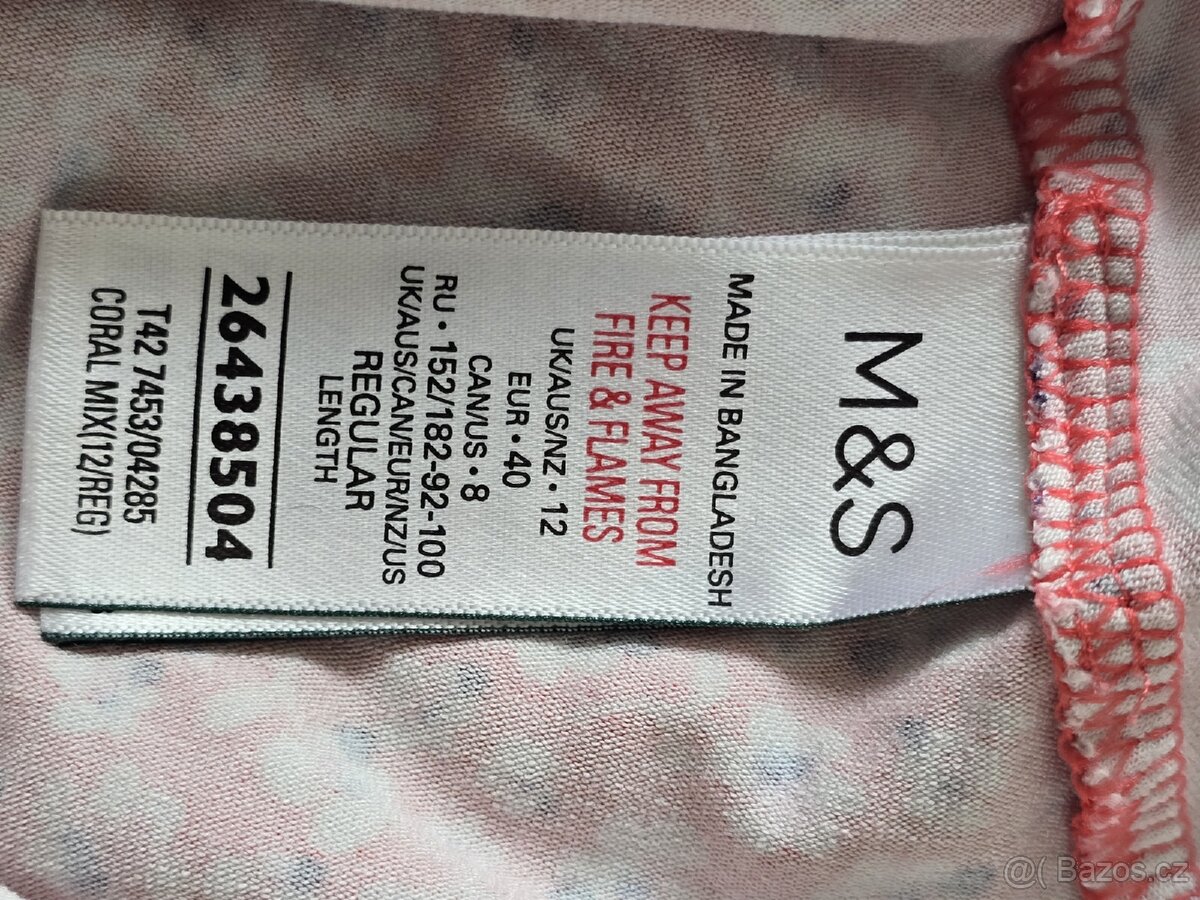 M&S
MADE IN BANGLADESH
KEEP AWAY FROM
FIRE & FLAMES
UK/AUS/NZ • 12
EUR • 40
CAN/US • 8
RU • 152/182-92-100
UK/AUS/CAN/EUR/NZ/US
REGULAR
LENGTH
26438504
T42 7453/04285
CORAL MIX(12/REG)
@( Bazos.cz